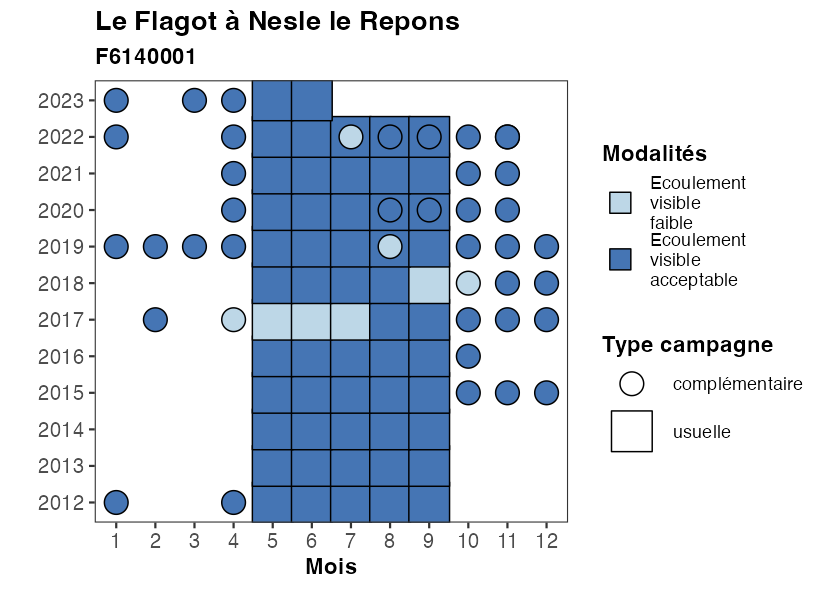 Le Flagot à Nesle le Repons
F6140001
2023
2022
2021
2020
2019
2018
2017
2016
2015
2014
2013
2012
1 2 3 4 5 6 7 8 9 10 11 12
Mois
Modalités
Ecoulement
visible
faible
Ecoulement
visible
acceptable
Type campagne
complémentaire
usuelle